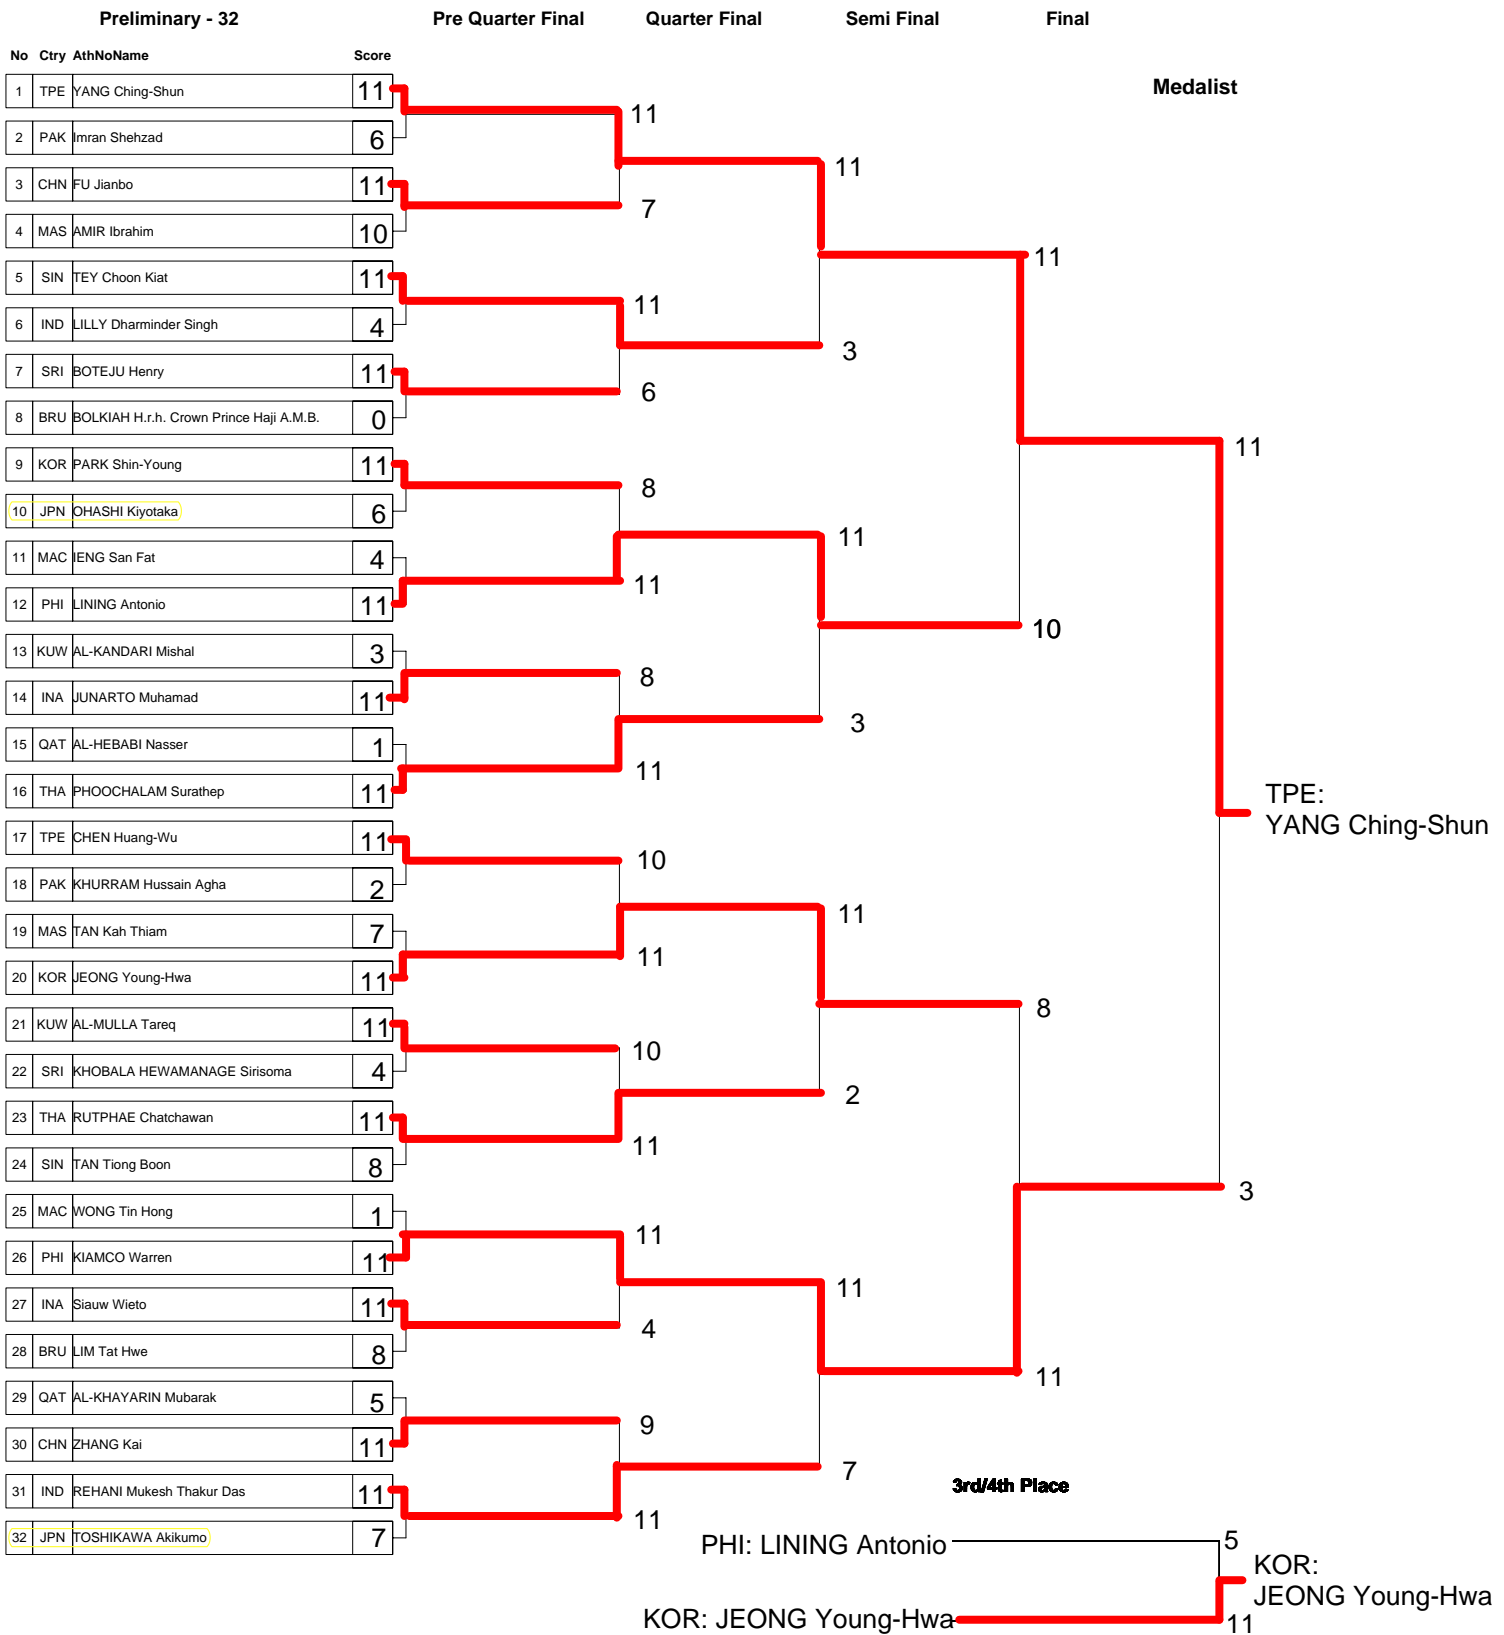 Preliminary - 32 Pre Quarter Final Quarter Final Semi Final Final
No Ctry AthNoName Score
Medalist
1 TPE YANG Ching-Shun 11
2 PAK Imran Shehzad 6
3 CHN FU Jianbo 11
4 MAS AMIR Ibrahim 10
5 SIN TEY Choon Kiat 11
6 IND LILLY Dharminder Singh 4
7 SRI BOTEJU Henry 11
8 BRU BOLKIAH H.r.h. Crown Prince Haji A.M.B. 0
9 KOR PARK Shin-Young 11
10 JPN OHASHI Kiyotaka 6
11 MAC IENG San Fat 4
12 PHI LINING Antonio 11
13 KUW AL-KANDARI Mishal 3
14 INA JUNARTO Muhamad 11
15 QAT AL-HEBABI Nasser 1
16 THA PHOOCHALAM Surathep 11
17 TPE CHEN Huang-Wu 11
18 PAK KHURRAM Hussain Agha 2
19 MAS TAN Kah Thiam 7
20 KOR JEONG Young-Hwa 11
21 KUW AL-MULLA Tareq 11
22 SRI KHOBALA HEWAMANAGE Sirisoma 4
23 THA RUTPHAE Chatchawan 11
24 SIN TAN Tiong Boon 8
25 MAC WONG Tin Hong 1
26 PHI KIAMCO Warren 11
27 INA Siauw Wieto 11
28 BRU LIM Tat Hwe 8
29 QAT AL-KHAYARIN Mubarak 5
30 CHN ZHANG Kai 11
31 IND REHANI Mukesh Thakur Das 11
32 JPN TOSHIKAWA Akikumo 7
11
7
11
6
8
11
8
11
10
11
10
11
11
4
9
11
11
3
11
3
11
2
11
7
11
10
8
11
11
3
TPE:
YANG Ching-Shun
3rd/4th Place
PHI: LINING Antonio 5
KOR:
JEONG Young-Hwa
KOR: JEONG Young-Hwa 11